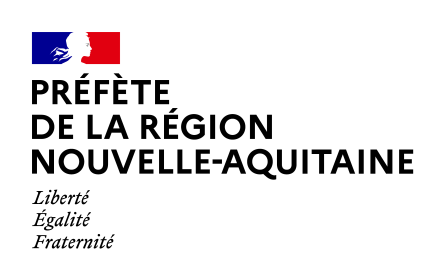 PRÉFÈTE
DE LA RÉGION
NOUVELLE-AQUITAINE
Liberté
Égalité
Fraternité